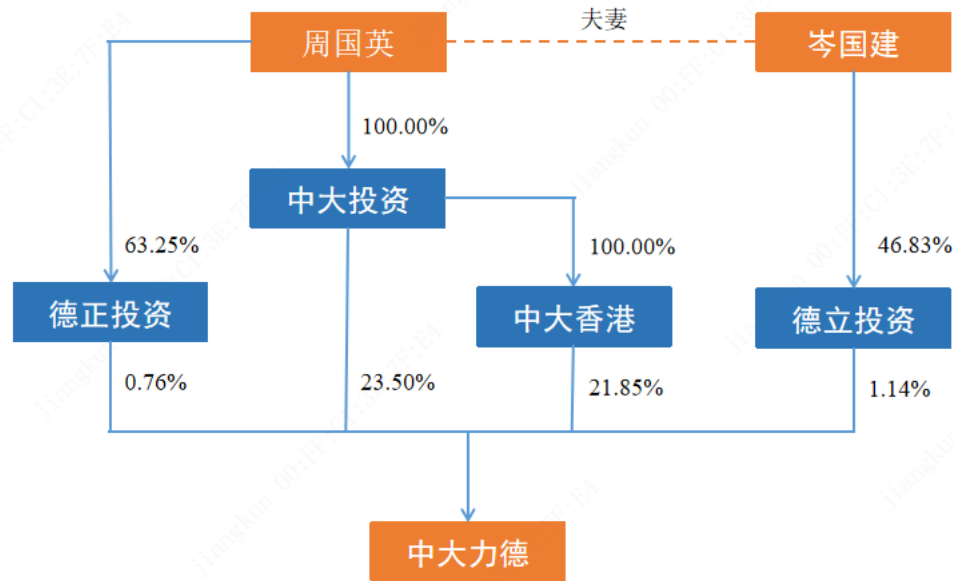 夫妻
周国英
岑国建
100.00%
中大投资
63.25%
100.00%
46.83%
德正投资
中大香港
德立投资
0.76%
23.50%
21.85%
1.14%
中大力德